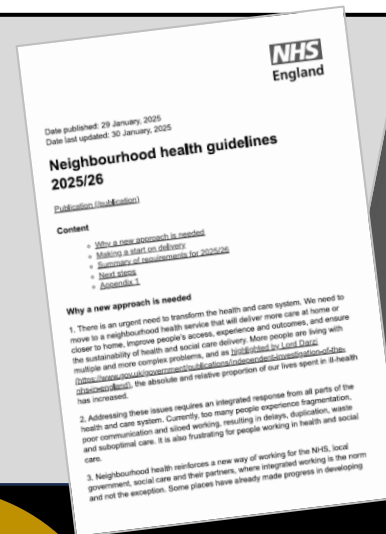 NHS
England
Date published: 29 January, 2025
Date last updated: 30 January, 2025
Neighbourhood health guidelines
2025/26
Publication (/publication)
Content
Why a new approach is needed
Making a start on delivery
Summary of requirements for 2025/26
Next steps
Appendix 1
Why a new approach is needed
1. There is an urgent need to transform the health and care system. We need to
move to a neighbourhood health service that will deliver more care at home or
closer to home, improve people's access, experience and outcomes, and ensure
the sustainability of health and social care delivery. More people are living with
multiple and more complex problems, and as highlighted by Lord Darzi
(https://www.gov.uk/government/publications/independent-investigation-of-the-
nhs-in-england), the absolute and relative proportion of our lives spent in ill-health
has increased.
2. Addressing these issues requires an integrated response from all parts of the
health and care system. Currently, too many people experience fragmentation,
poor communication and siloed working, resulting in delays, duplication, waste
and suboptimal care. It is also frustrating for people working in health and social
care.
3. Neighbourhood health reinforces a new way of working for the NHS, local
government, social care and their partners, where integrated working is the norm
and not the exception. Some places have already made progress in developing